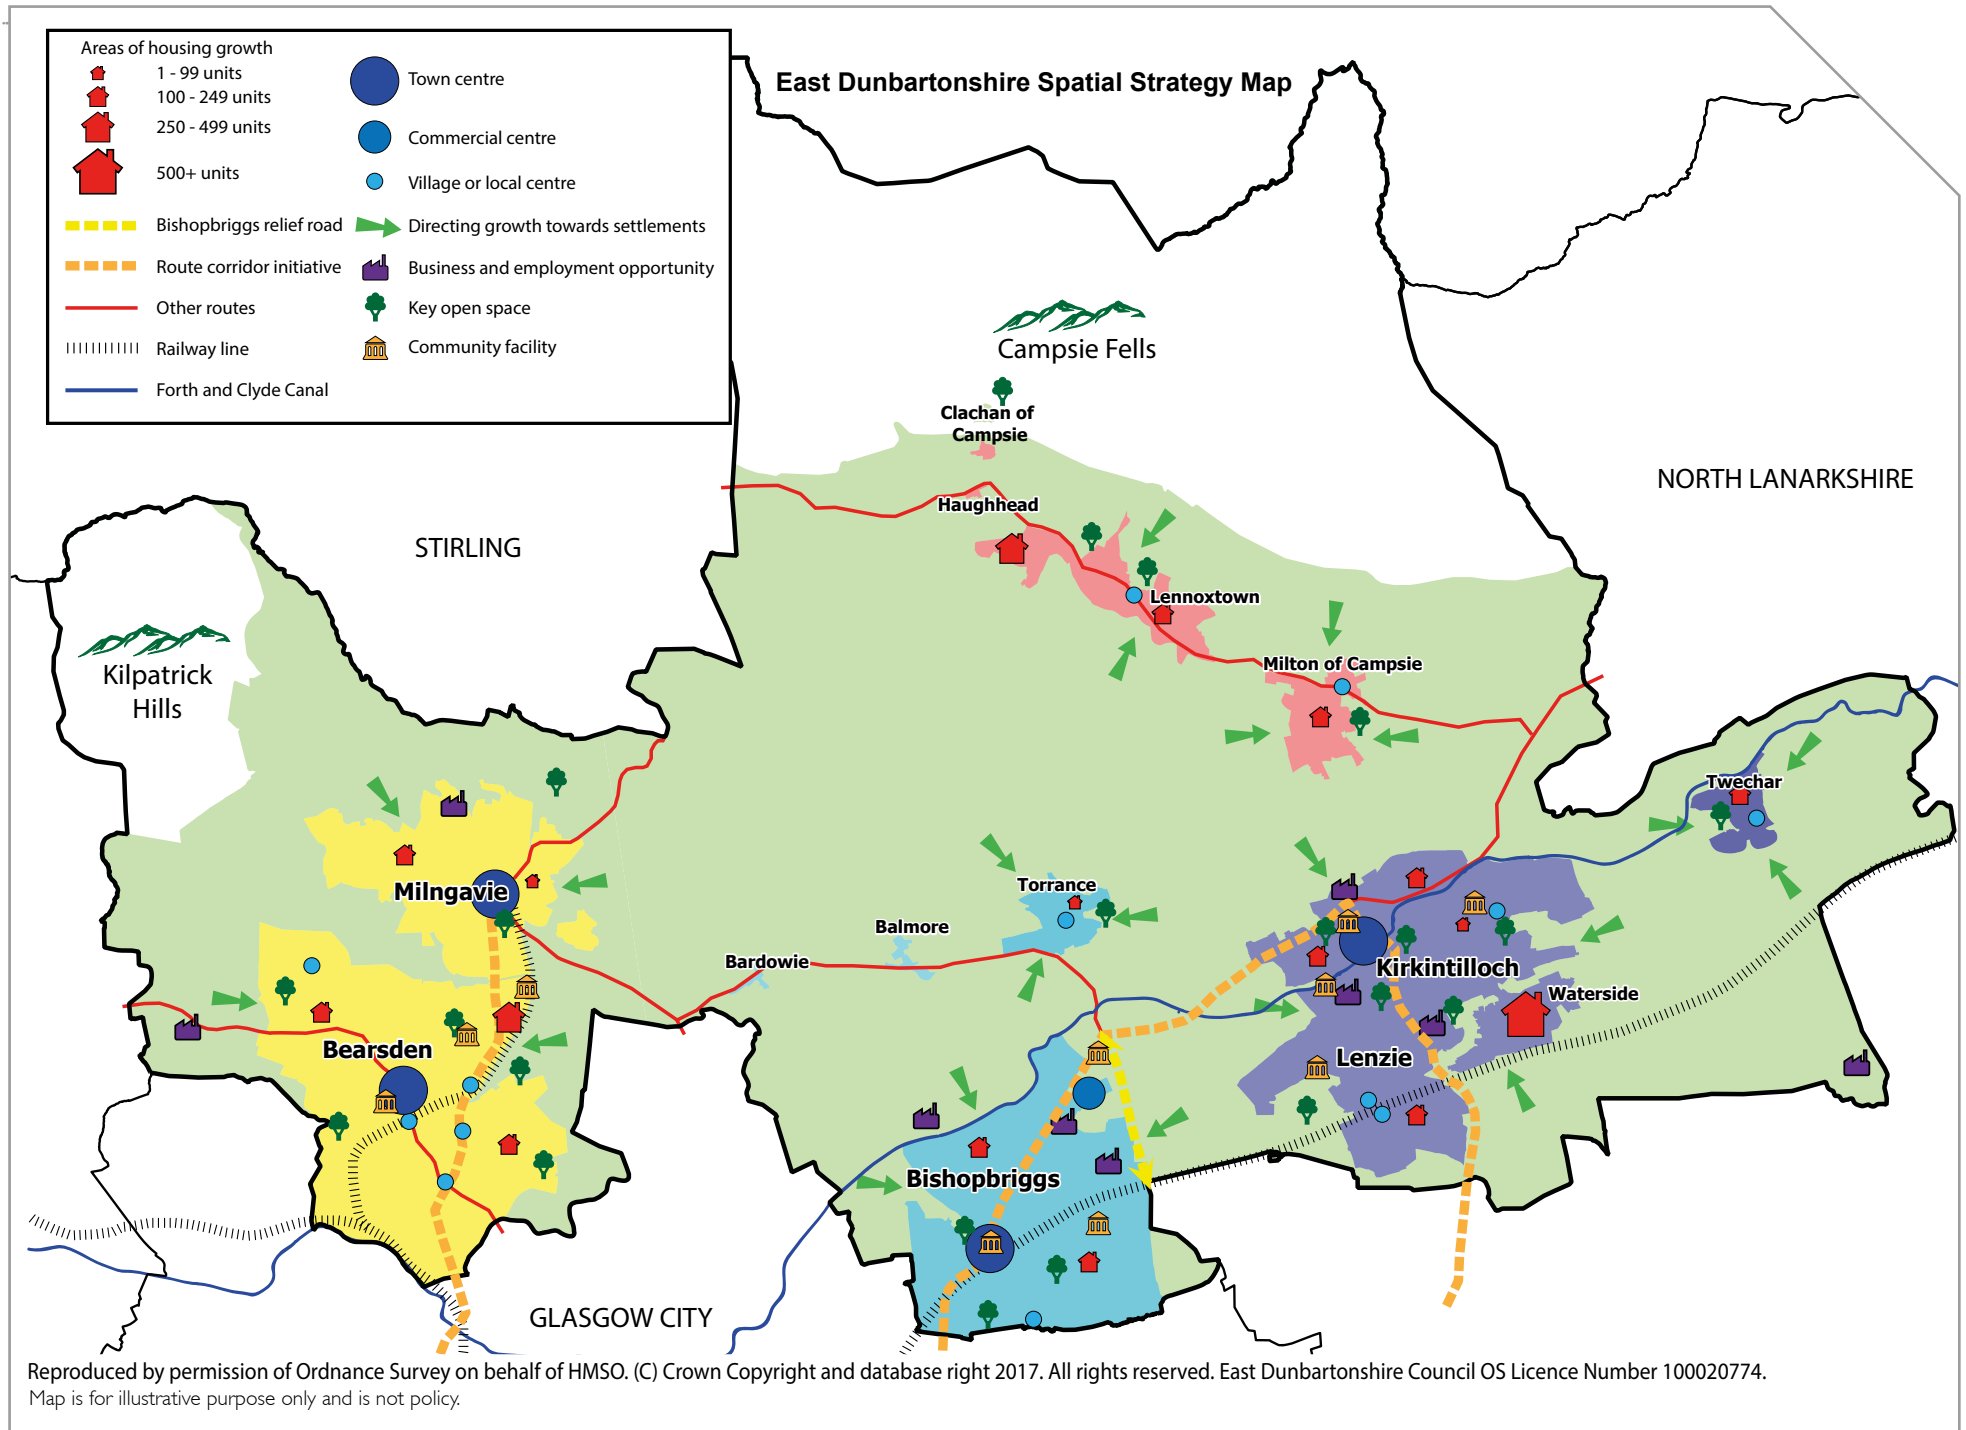 East Dunbartonshire Spatial Strategy Map
Areas of housing growth
1 - 99 units
100 - 249 units
250 - 499 units
500+ units
Bishopbriggs relief road
Route corridor initiative
Other routes
Railway line
Forth and Clyde Canal
Town centre
Commercial centre
Village or local centre
Directing growth towards settlements
Business and employment opportunity
Key open space
Community facility
Campsie Fells
Clachan of
Campsie
Haughhead
NORTH LANARKSHIRE
STIRLING
Lennoxtown
Kilpatrick
Hills
Milton of Campsie
Twechar
Milngavie
Torrance
Balmore
Bardowie
Kirkintilloch
Waterside
Bearsden
Lenzie
Bishopbriggs
GLASGOW CITY
Reproduced by permission of Ordnance Survey on behalf of HMSO. (C) Crown Copyright and database right 2017. All rights reserved. East Dunbartonshire Council OS Licence Number 100020774.
Map is for illustrative purpose only and is not policy.